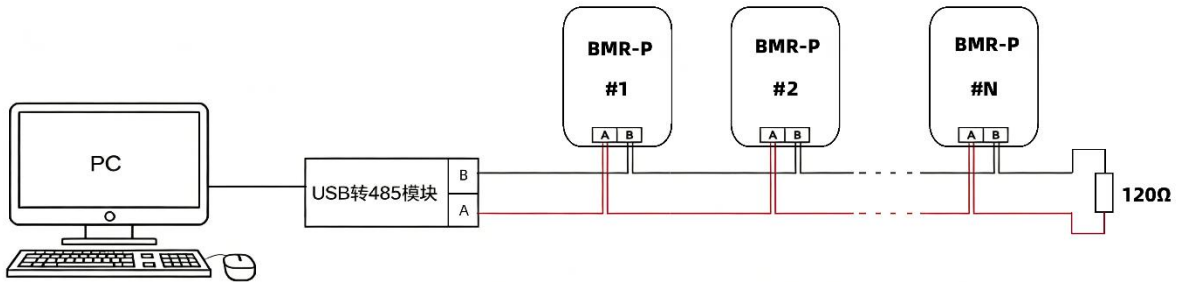 BMR-P
#1
A B
BMR-P
#2
A B
BMR-P
#N
A B
PC
USB转485模块
B
A
120Ω